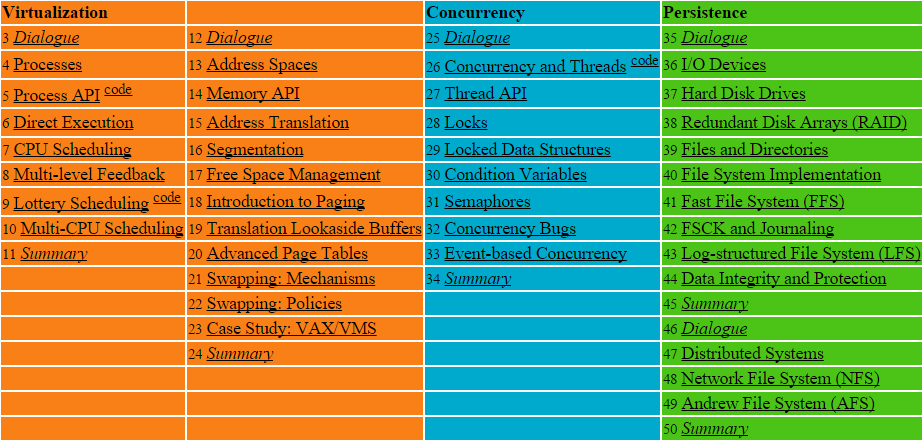 Virtualization Concurrency Persistence
3 Dialogue 12 Dialogue 25 Dialogue 35 Dialogue
4 Processes 13 Address Spaces 26 Concurrency and Threads code 36 I/O Devices
5 Process API code 14 Memory API 27 Thread API 37 Hard Disk Drives
6 Direct Execution 15 Address Translation 28 Locks 38 Redundant Disk Arrays (RAID)
7 CPU Scheduling 16 Segmentation 29 Locked Data Structures 39 Files and Directories
8 Multi-level Feedback 17 Free Space Management 30 Condition Variables 40 File System Implementation
9 Lottery Scheduling code 18 Introduction to Paging 31 Semaphores 41 Fast File System (FFS)
10 Multi-CPU Scheduling 19 Translation Lookaside Buffers 32 Concurrency Bugs 42 FSCK and Journaling
11 Summary 20 Advanced Page Tables 33 Event-based Concurrency 43 Log-structured File System (LFS)
21 Swapping: Mechanisms 34 Summary 44 Data Integrity and Protection
22 Swapping: Policies 45 Summary
23 Case Study: VAX/VMS 46 Dialogue
24 Summary 47 Distributed Systems
48 Network File System (NFS)
49 Andrew File System (AFS)
50 Summary